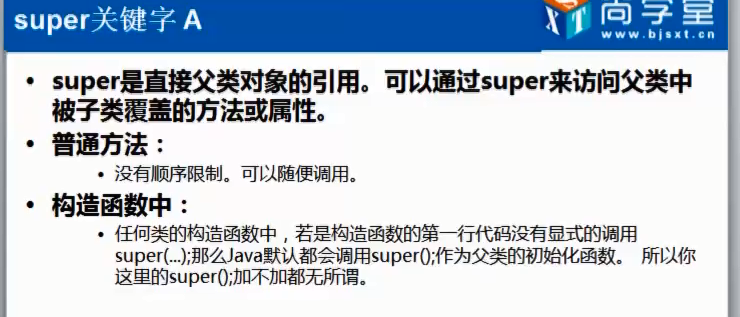 super关键字 A
尚学堂
www.bjsxt.cn
• super是直接父类对象的引用。可以通过super来访问父类中
被子类覆盖的方法或属性。
• 普通方法：
• 没有顺序限制。可以随便调用。
• 构造函数中：
• 任何类的构造函数中，若是构造函数的第一行代码没有显式的调用
super(...);那么Java默认都会调用super();作为父类的初始化函数。 所以你
这里的super();加不加都无所谓。